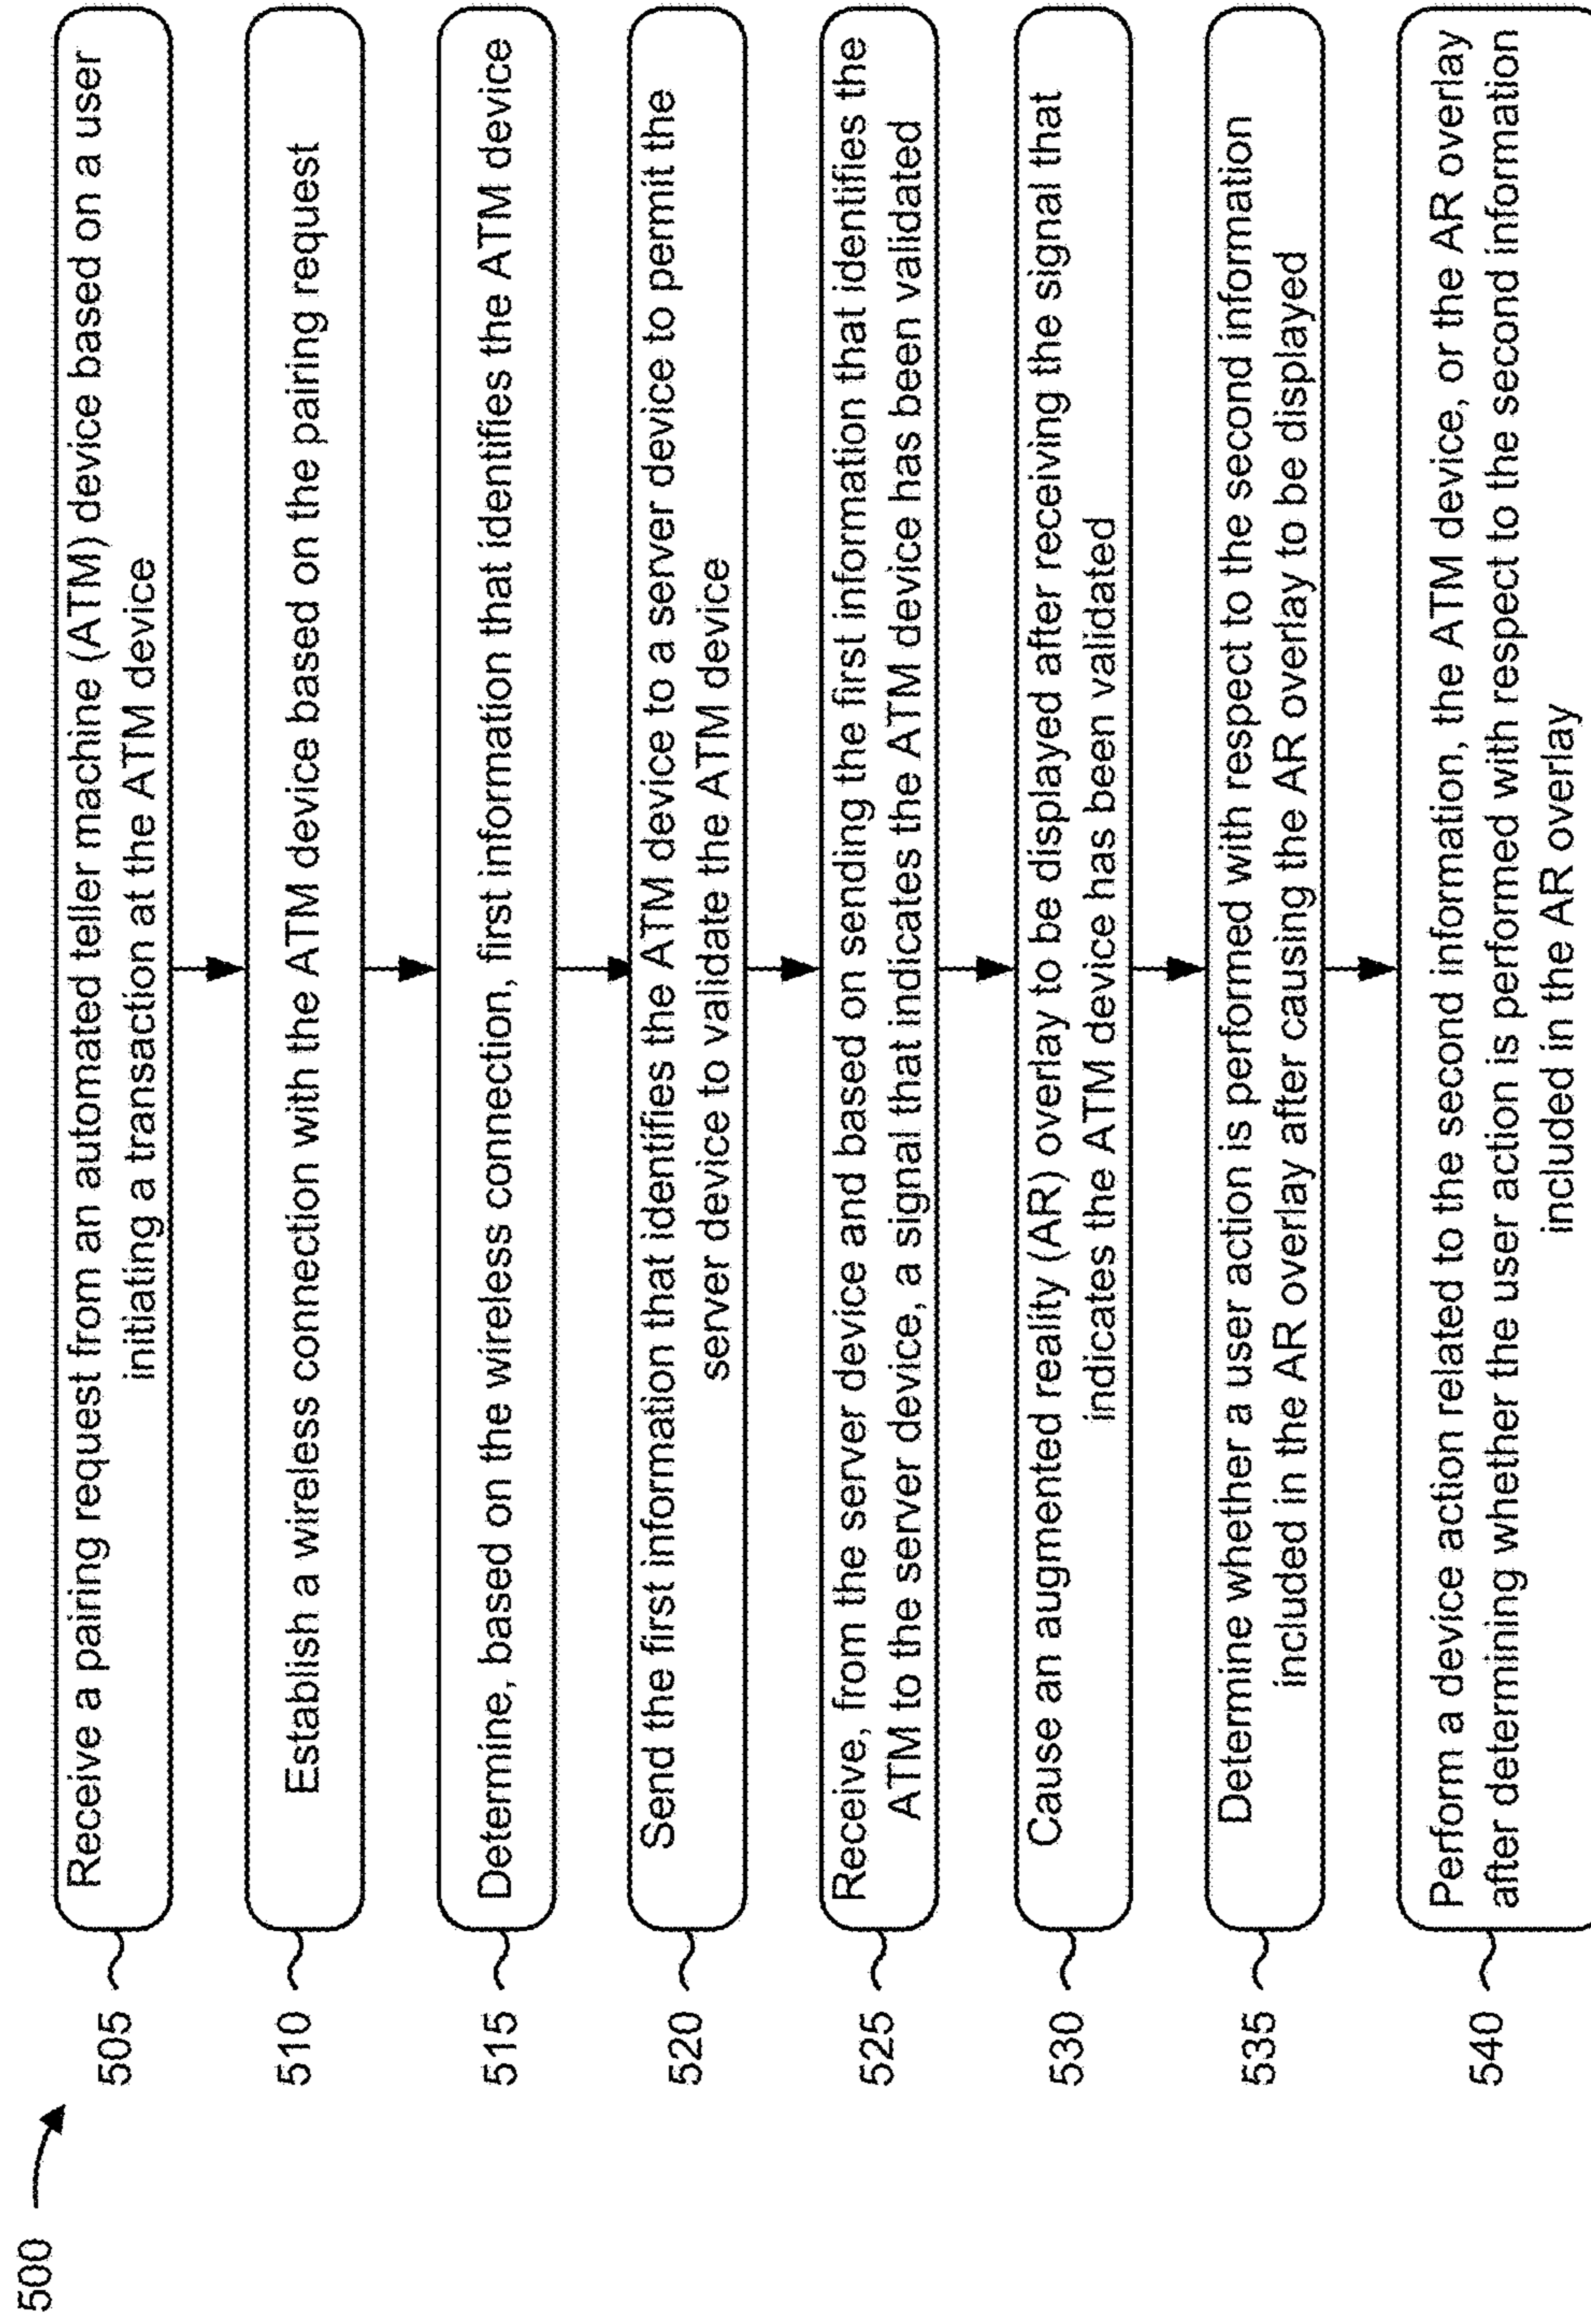 500
505
Receive a pairing request from an automated teller machine (ATM) device based on a user
initiating a transaction at the ATM device
510
Establish a wireless connection with the ATM device based on the pairing request
515
Determine, based on the wireless connection, first information that identifies the ATM device
520
Send the first information that identifies the ATM device to a server device to permit the
server device to validate the ATM device
525
Receive, from the server device and based on sending the first information that identifies the
ATM to the server device, a signal that indicates the ATM device has been validated
530
Cause an augmented reality (AR) overlay to be displayed after receiving the signal that
indicates the ATM device has been validated
535
Determine whether a user action is performed with respect to the second information
included in the AR overlay after causing the AR overlay to be displayed
540
Perform a device action related to the second information, the ATM device, or the AR overlay
after determining whether the user action is performed with respect to the second information
included in the AR overlay